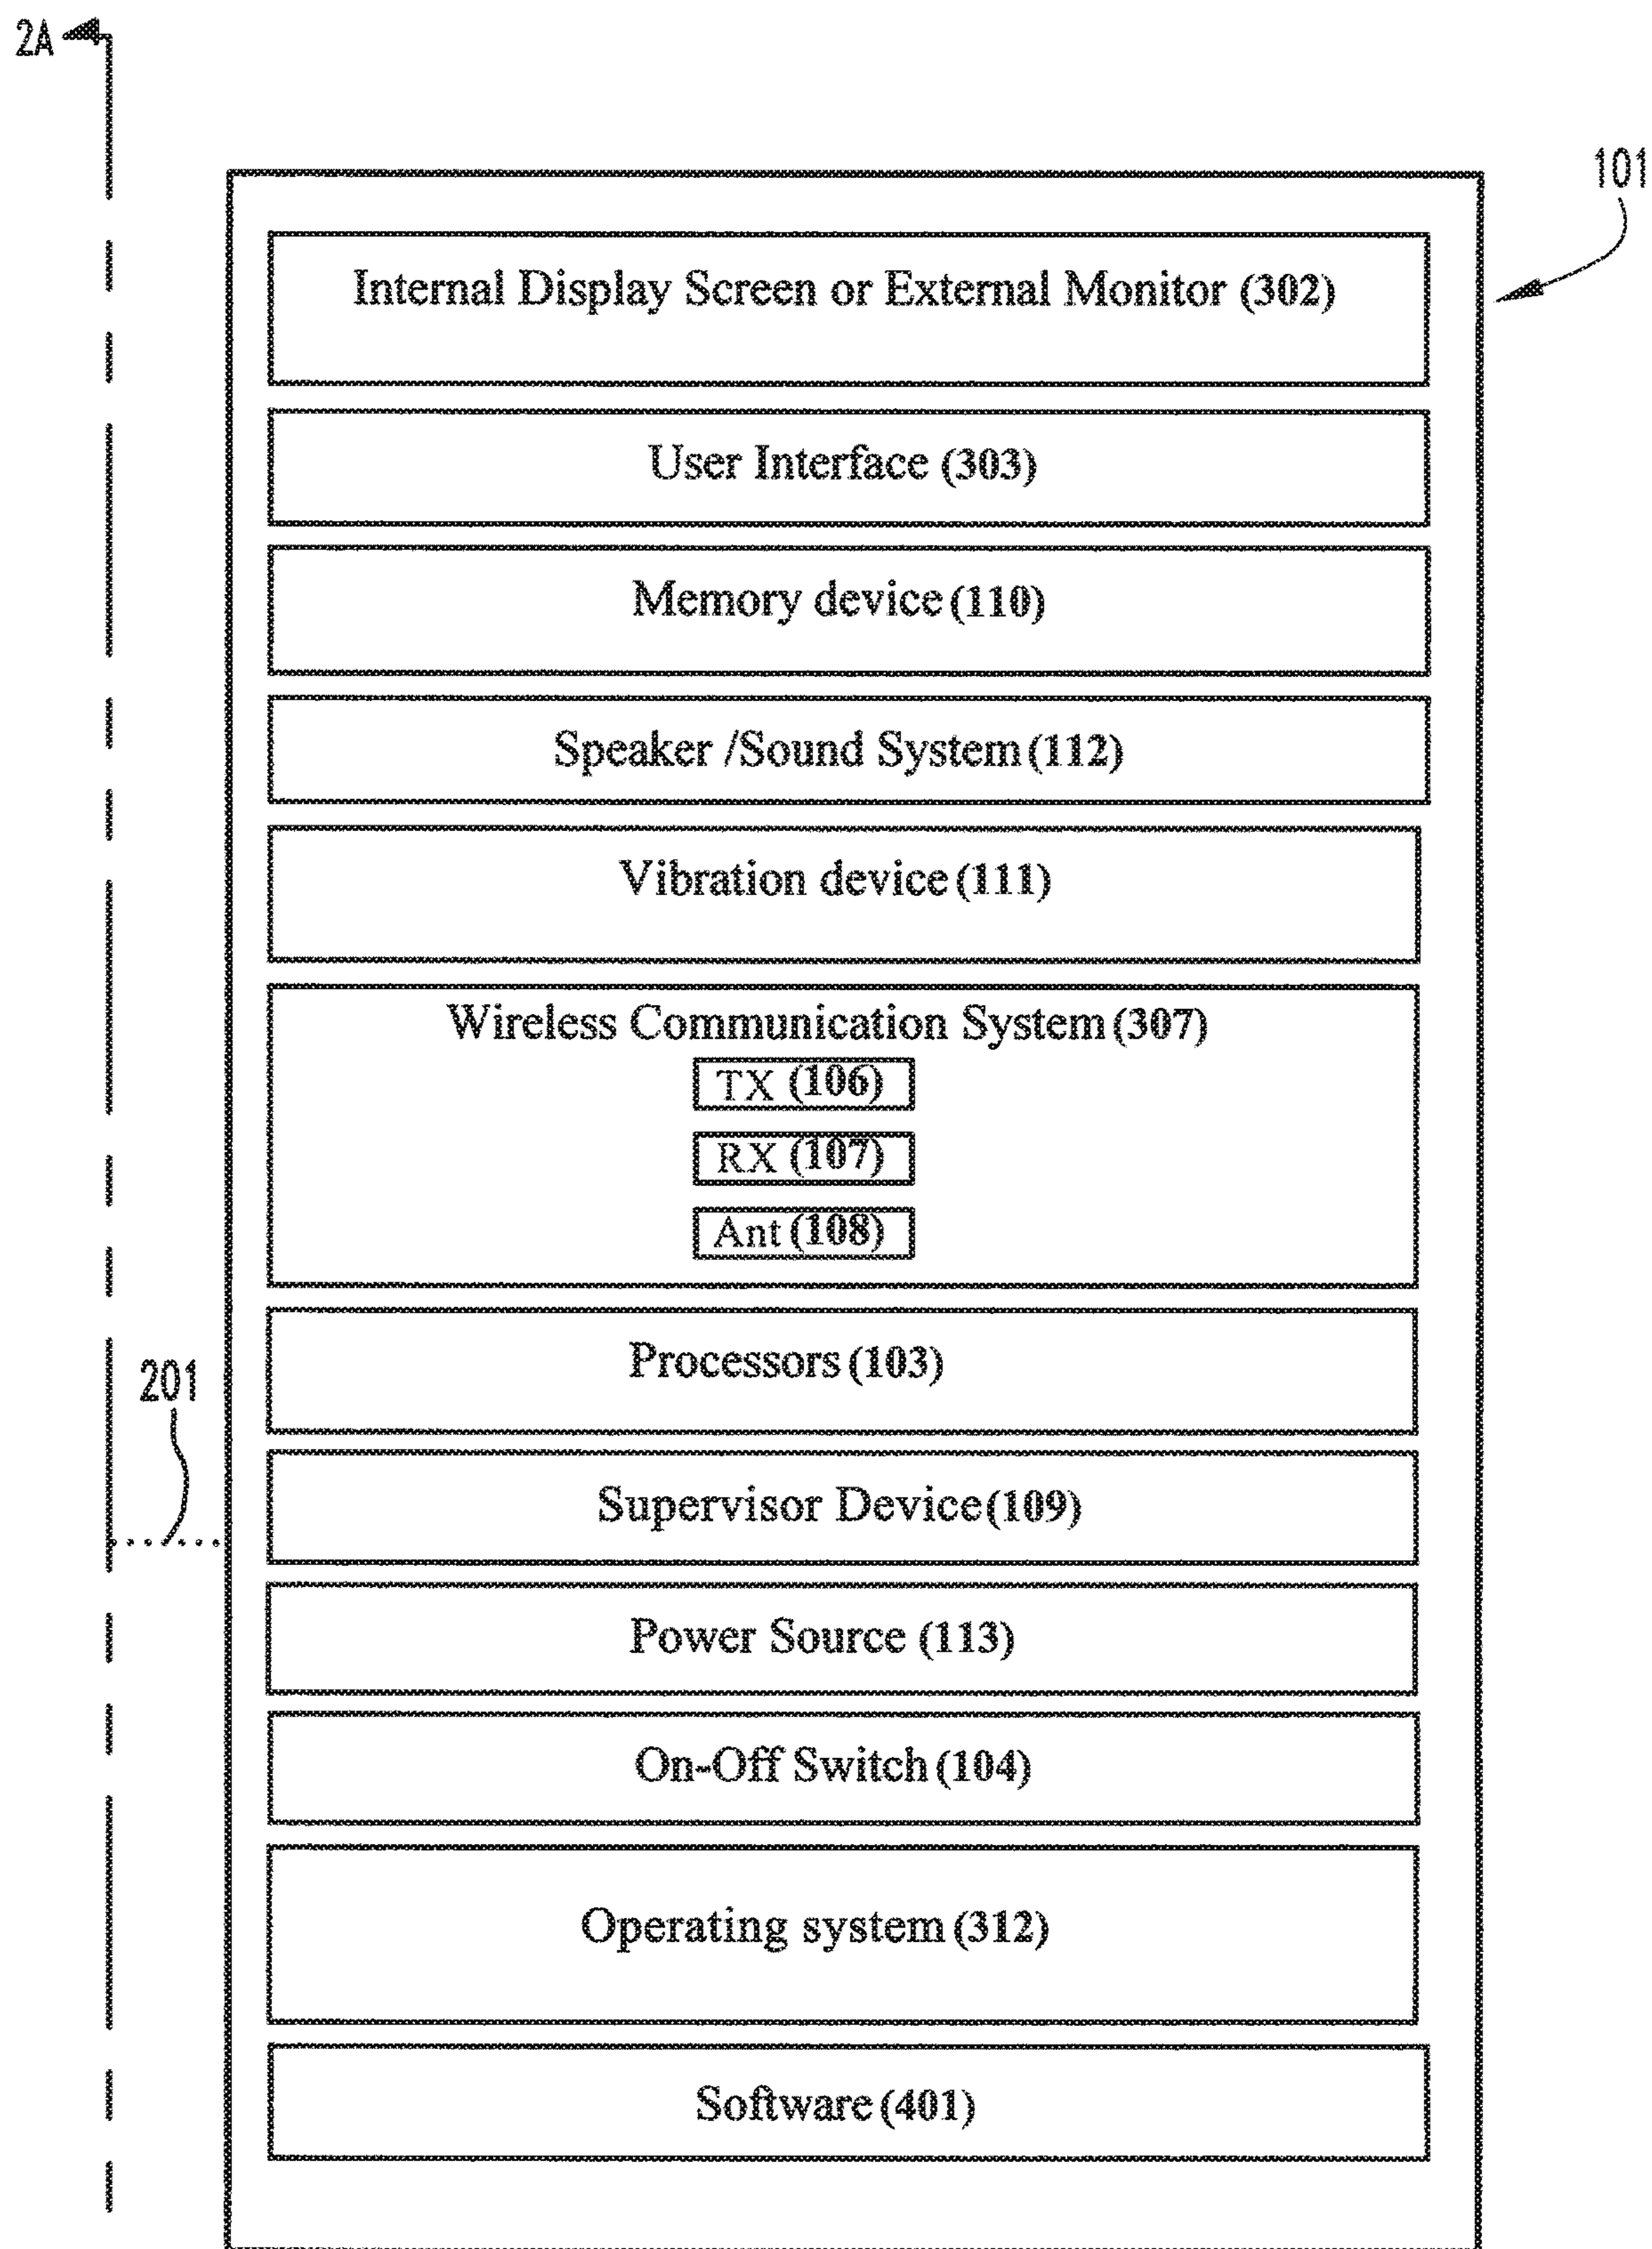 2A
101
Internal Display Screen or External Monitor (302)
User Interface (303)
Memory device (110)
Speaker /Sound System (112)
Vibration device (111)
Wireless Communication System (307)
TX (106)
RX (107)
Ant (108)
Processors (103)
201
Supervisor Device (109)
Power Source (113)
On-Off Switch (104)
Operating system (312)
Software (401)